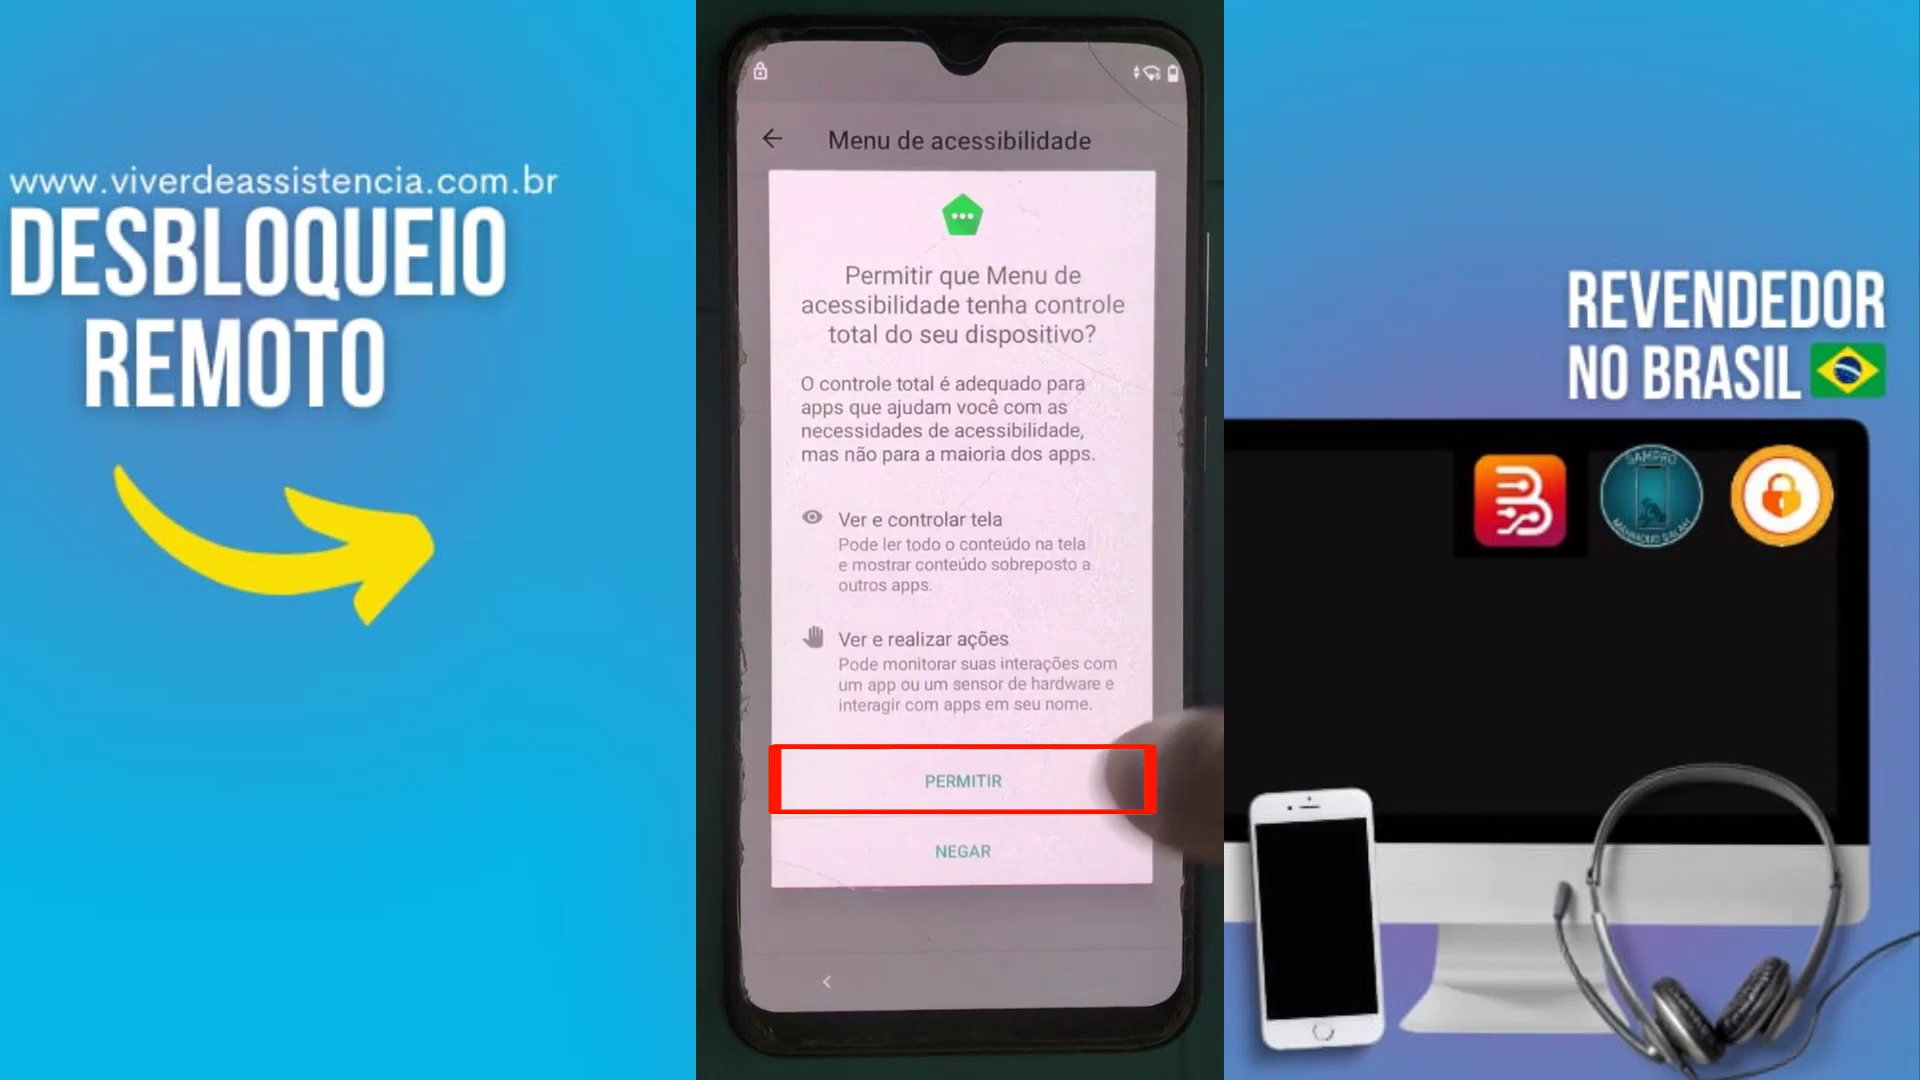 www.viverdeassistencia.com.br
DESBLOQUEIO
REMOTO
Menu de acessibilidade
Permitir que Menu de
acessibilidade tenha controle
total do seu dispositivo?
O controle total é adequado para
apps que ajudam você com as
necessidades de acessibilidade,
mas não para a maioria dos apps.
Ver e controlar tela
Pode ler todo o conteúdo na tela
e mostrar conteúdo sobreposto a
outros apps.
Ver e realizar ações
Pode monitorar suas interações com
um app ou um sensor de hardware e
interagir com apps em seu nome.
PERMITIR
NEGAR
REVENDEDOR
NO BRASIL
SAMPRO
MAHMOUD SALAH